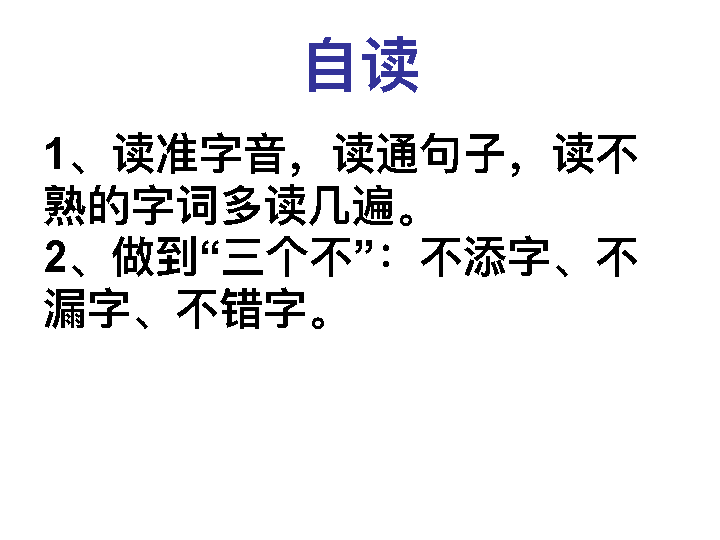 自读
1、读准字音，读通句子，读不
熟的字词多读几遍。
2、做到“三个不”：不添字、不
漏字、不错字。